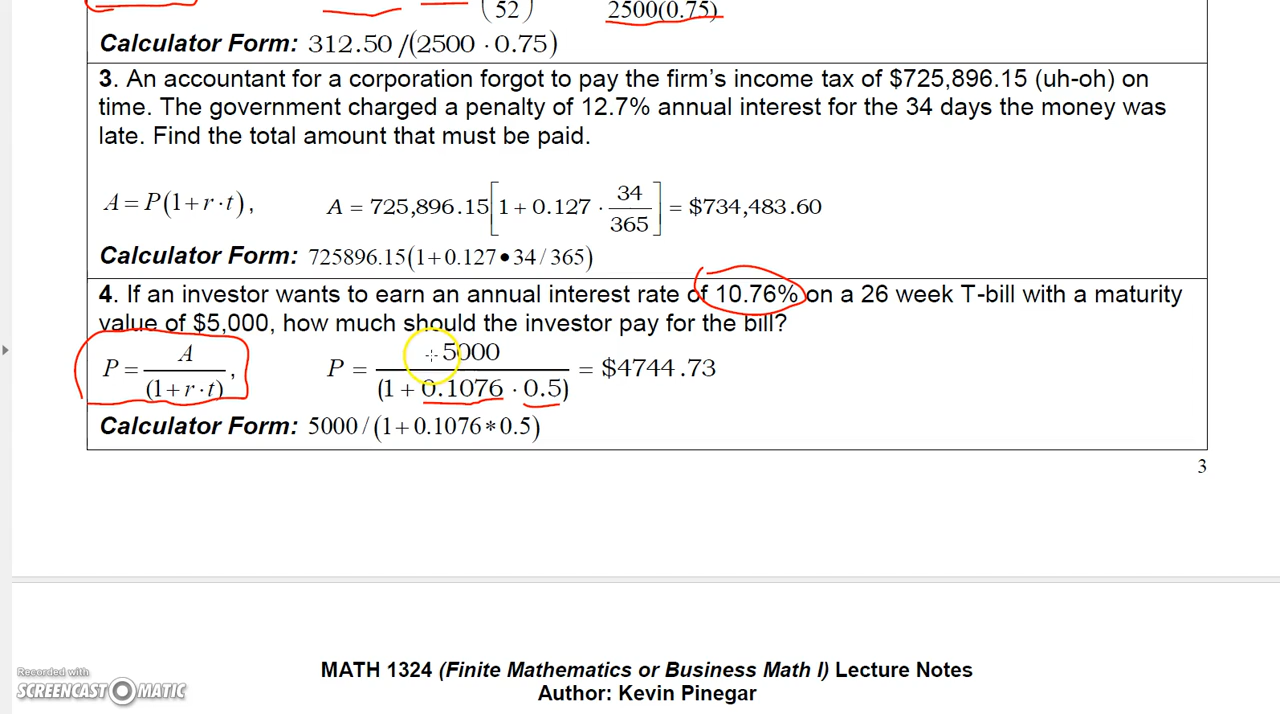 52 2500(0.75)
Calculator Form: 312.50 /(2500 · 0.75)
3. An accountant for a corporation forgot to pay the firm's income tax of $725,896.15 (uh-oh) on
time. The government charged a penalty of 12.7% annual interest for the 34 days the money was
late. Find the total amount that must be paid.
A = P(1 + r · t), A = 725,896.15[1 + 0.127 · 34/365] = $734,483.60
Calculator Form: 725896.15(1+0.127•34/365)
4. If an investor wants to earn an annual interest rate of 10.76% on a 26 week T-bill with a maturity
value of $5,000, how much should the investor pay for the bill?
P = A/(1 + r · t), P = 5000/(1 + 0.1076 · 0.5) = $4744.73
Calculator Form: 5000/(1+0.1076*0.5)
3
MATH 1324 (Finite Mathematics or Business Math I) Lecture Notes
Author: Kevin Pinegar
Recorded with
SCREENCAST-O-MATIC